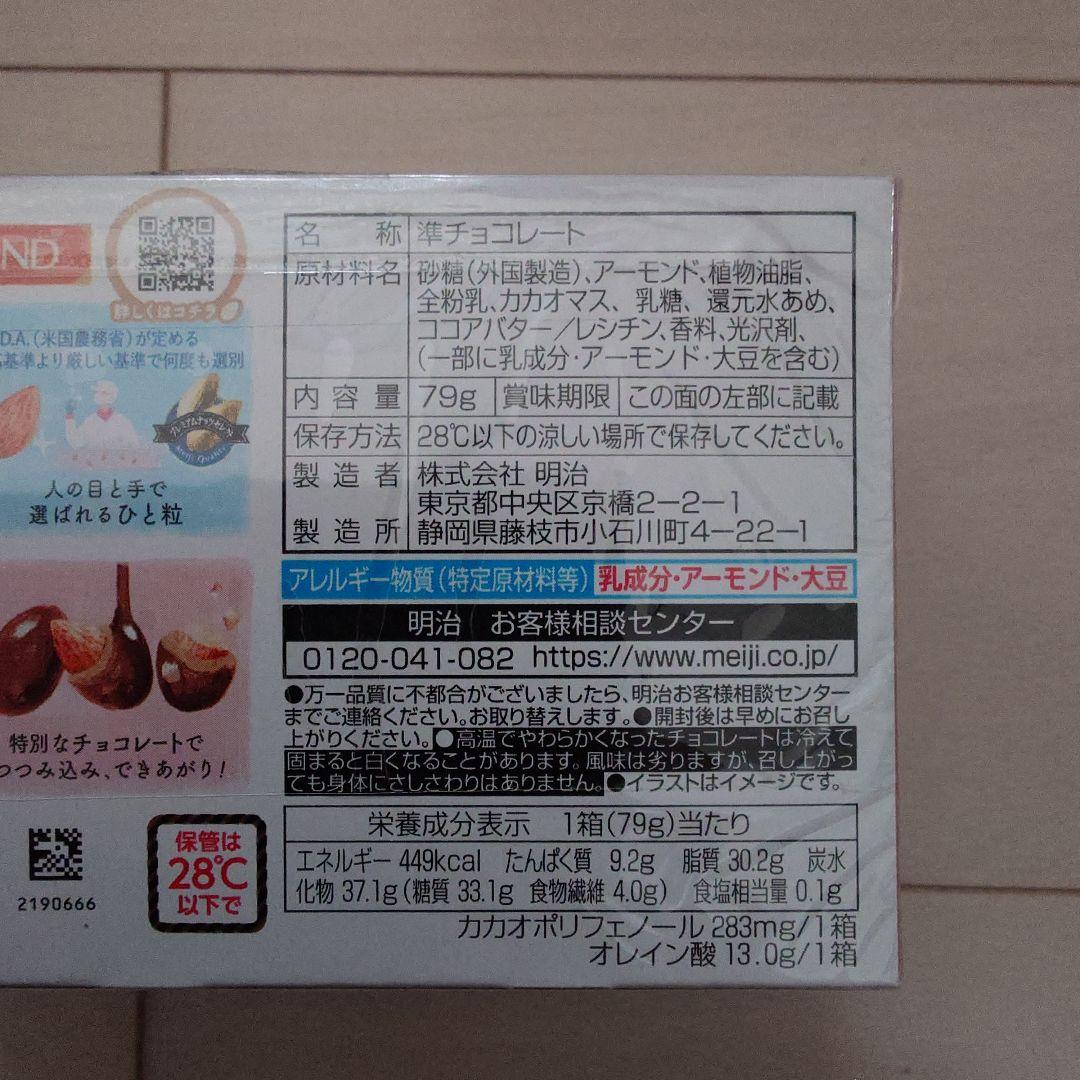 OND
詳しくはコチラ
D.A.(米国農務省)が定める
基準より厳しい基準で何度も選別
プレミアムナッツセレクト
Meiji Quality
人の目と手で
選ばれるひと粒
特別なチョコレートで
つつみ込み、できあがり!
2190666
保管は
28℃
以下で
名称 準チョコレート
原材料名 砂糖(外国製造)、アーモンド、植物油脂、
全粉乳、カカオマス、乳糖、還元水あめ、
ココアバター/レシチン、香料、光沢剤、
(一部に乳成分・アーモンド・大豆を含む)
内容量 79g 賞味期限 この面の左部に記載
保存方法 28℃以下の涼しい場所で保存してください。
製造者 株式会社 明治
東京都中央区京橋2-2-1
製造所 静岡県藤枝市小石川町4-22-1
アレルギー物質(特定原材料等) 乳成分・アーモンド・大豆
明治 お客様相談センター
0120-041-082 https://www.meiji.co.jp/
●万一品質に不都合がございましたら、明治お客様相談センター
までご連絡ください。お取り替えします。●開封後は早めにお召し
上がりください。●高温でやわらかくなったチョコレートは冷えて
固まると白くなることがあります。風味は劣りますが、召し上がっ
ても身体にさしさわりはありません。●イラストはイメージです。
栄養成分表示 1箱(79g)当たり
エネルギー 449kcal たんぱく質 9.2g 脂質 30.2g 炭水
化物 37.1g(糖質 33.1g 食物繊維 4.0g) 食塩相当量 0.1g
カカオポリフェノール 283mg/1箱
オレイン酸 13.0g/1箱